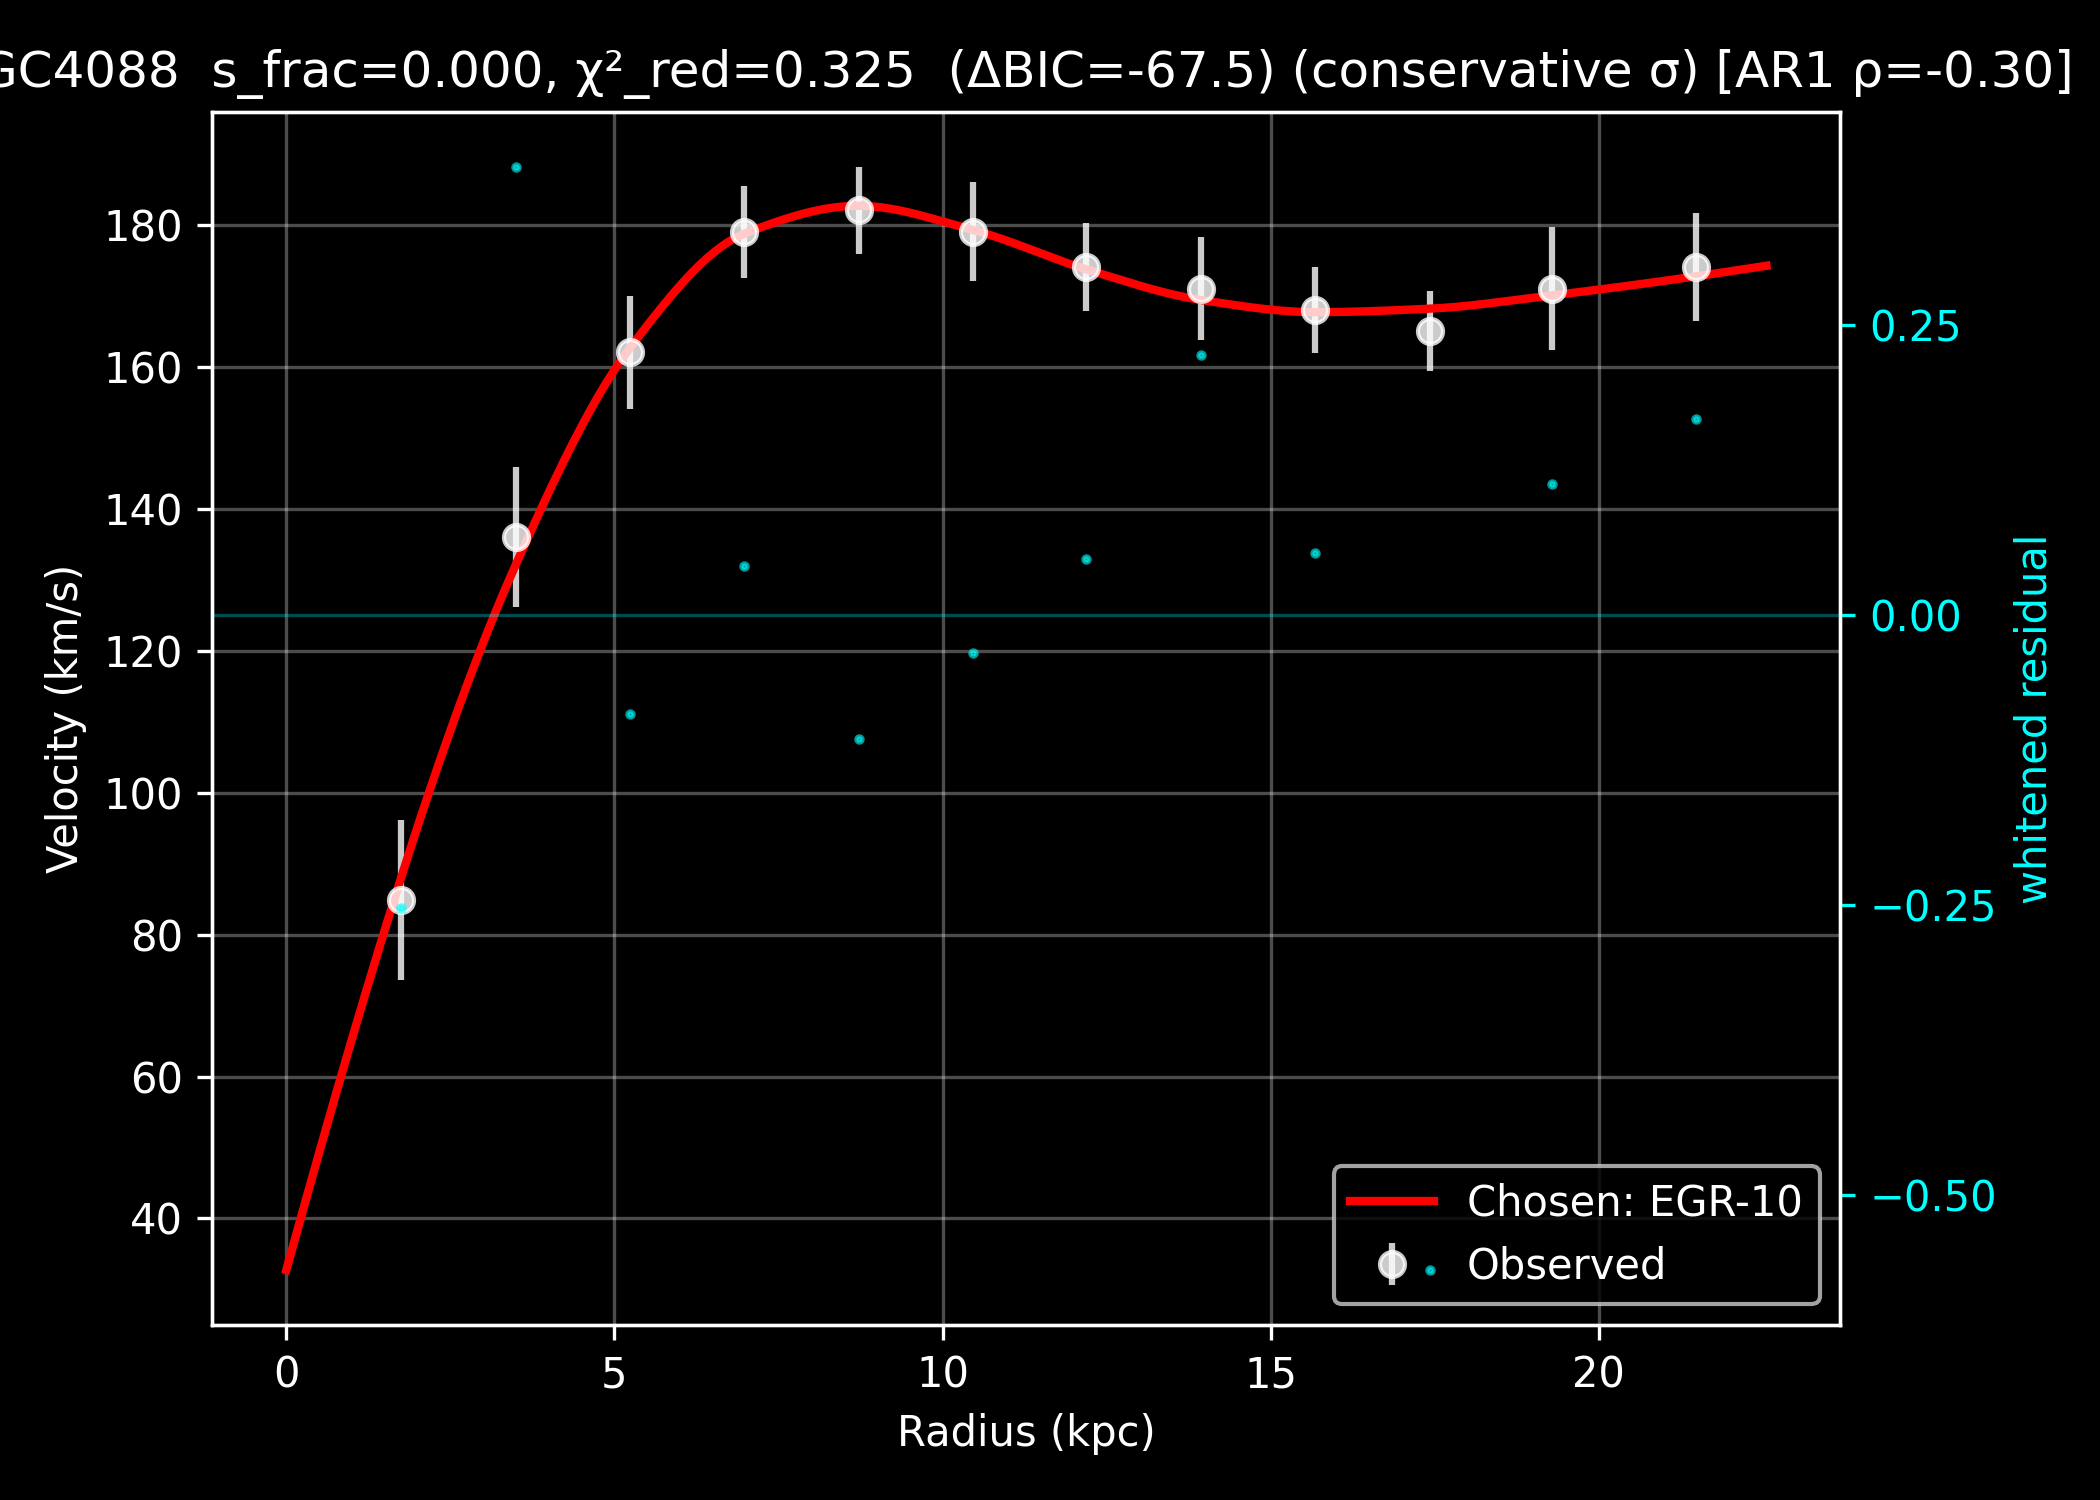 GC4088 s_frac=0.000, χ²_red=0.325 (ΔBIC=-67.5) (conservative σ) [AR1 ρ=-0.30]
180
160
140
120
100
80
60
40
Velocity (km/s)
0.25
0.00
−0.25
−0.50
whitened residual
Chosen: EGR-10
Observed
0 5 10 15 20
Radius (kpc)